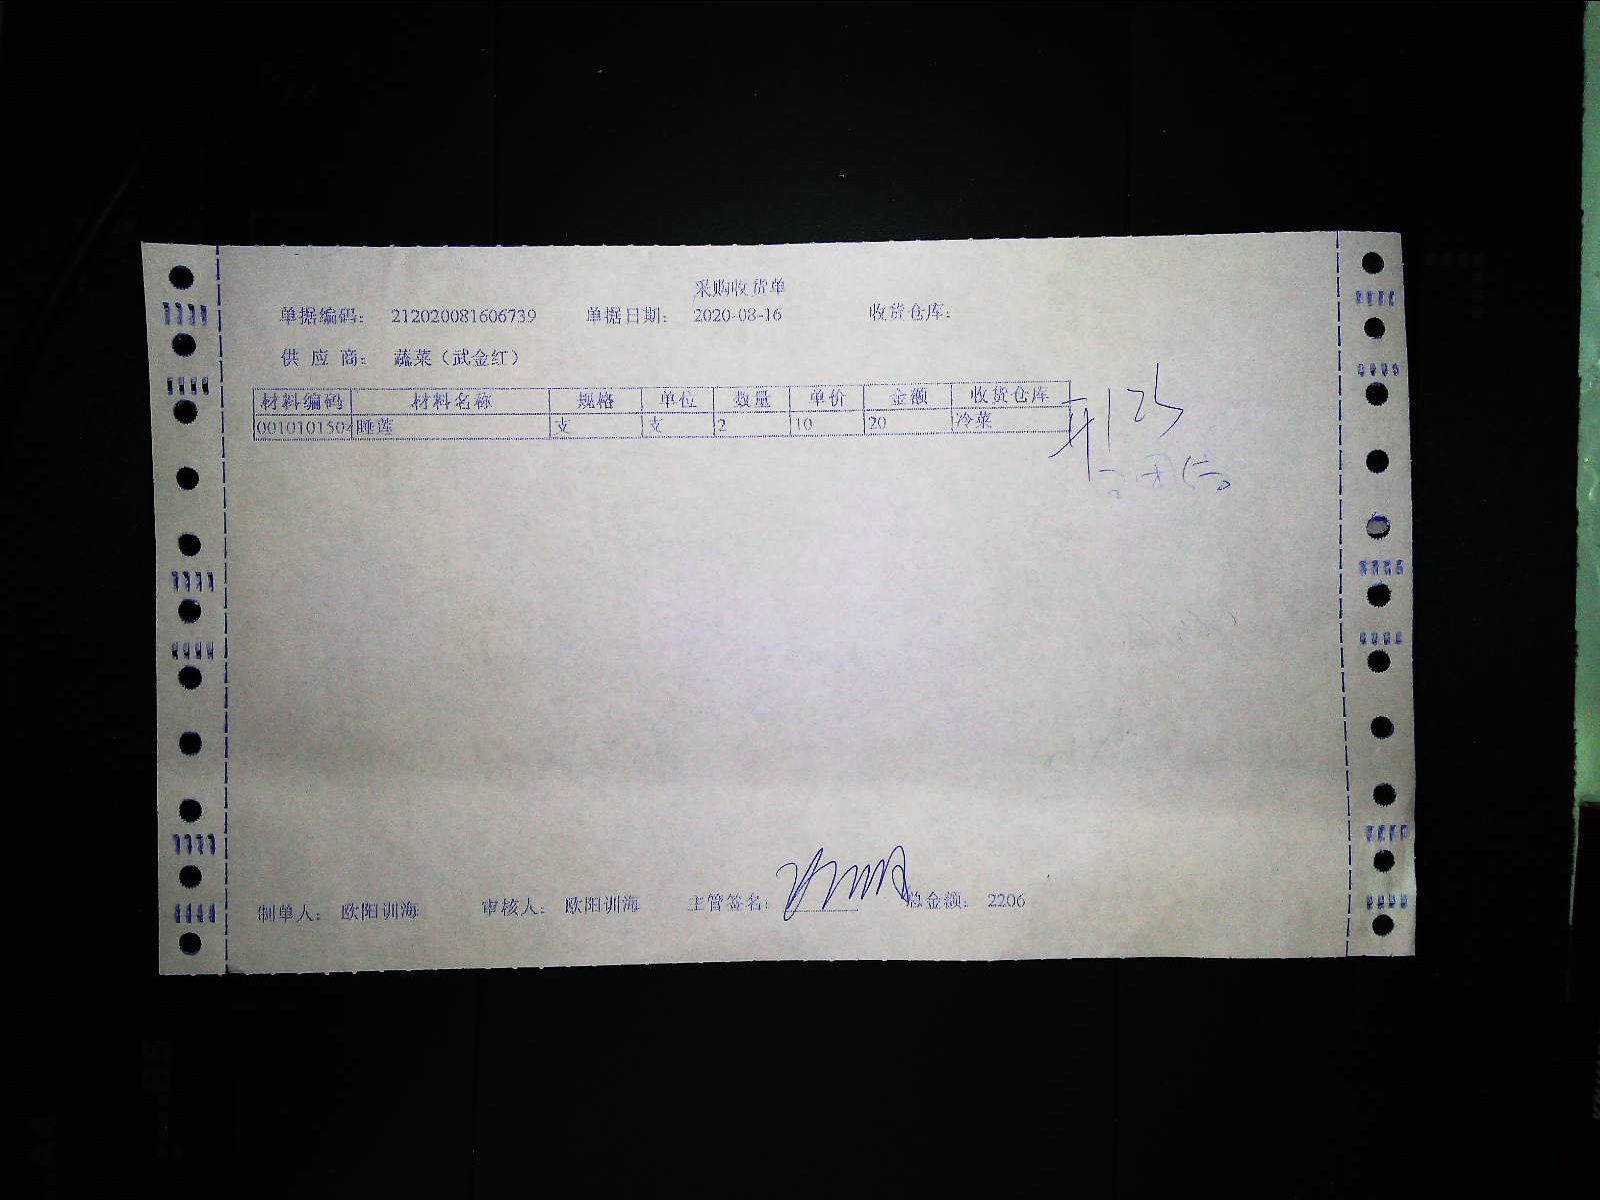 采购收货单
单据编码： 212020081606739 单据日期： 2020-08-16 收货仓库：
供 应 商： 蔬菜（武金红）
材料编码 材料名称 规格 单位 数量 单价 金额 收货仓库
0010101504 睡莲 支 支 2 10 20 冷菜
制单人： 欧阳训海 审核人： 欧阳训海 主管签名： 总金额： 2206